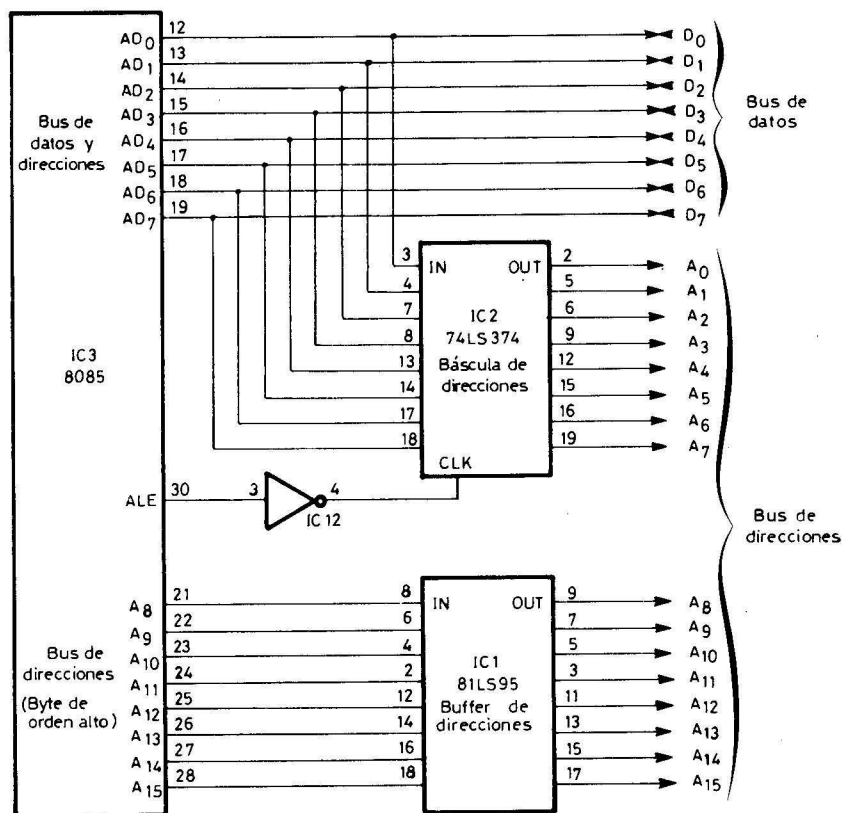 AD0 12
AD1 13
AD2 14
AD3 15
AD4 16
AD5 17
AD6 18
AD7 19
Bus de
datos y
direcciones
D0
D1
D2
D3
D4
D5
D6
D7
Bus de
datos
IC3
8085
3 IN OUT 2 A0
4 5 A1
7 6 A2
8 9 A3
13 12 A4
14 15 A5
17 16 A6
18 19 A7
IC2
74LS374
Báscula de
direcciones
CLK
ALE 30 3 4
IC12
Bus de
direcciones
A8 21 8 IN OUT 9 A8
A9 22 6 7 A9
A10 23 4 5 A10
A11 24 2 3 A11
A12 25 12 11 A12
A13 26 14 13 A13
A14 27 16 15 A14
A15 28 18 17 A15
Bus de
direcciones
(Byte de
orden alto)
IC1
81LS95
Buffer de
direcciones